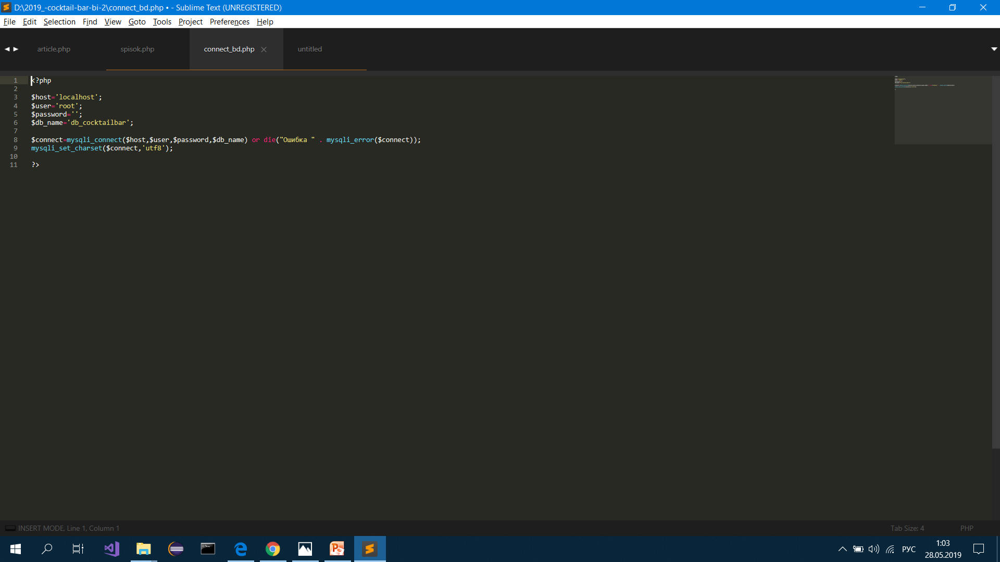 D:\2019_-cocktail-bar-bi-2\connect_bd.php • - Sublime Text (UNREGISTERED)
File Edit Selection Find View Goto Tools Project Preferences Help
article.php spisok.php connect_bd.php untitled
1 <?php
2
3 $host='localhost';
4 $user='root';
5 $password='';
6 $db_name='db_cocktailbar';
7
8 $connect=mysqli_connect($host,$user,$password,$db_name) or die("Ошибка " . mysqli_error($connect));
9 mysqli_set_charset($connect,'utf8');
10
11 ?>
INSERT MODE, Line 1, Column 1 Tab Size: 4 PHP
РУС 1:03
28.05.2019